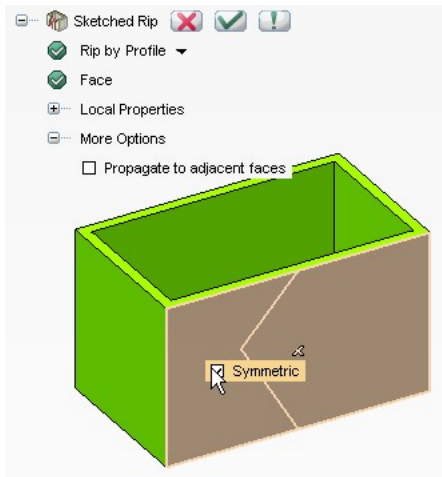 Sketched Rip
Rip by Profile
Face
Local Properties
More Options
Propagate to adjacent faces
Symmetric